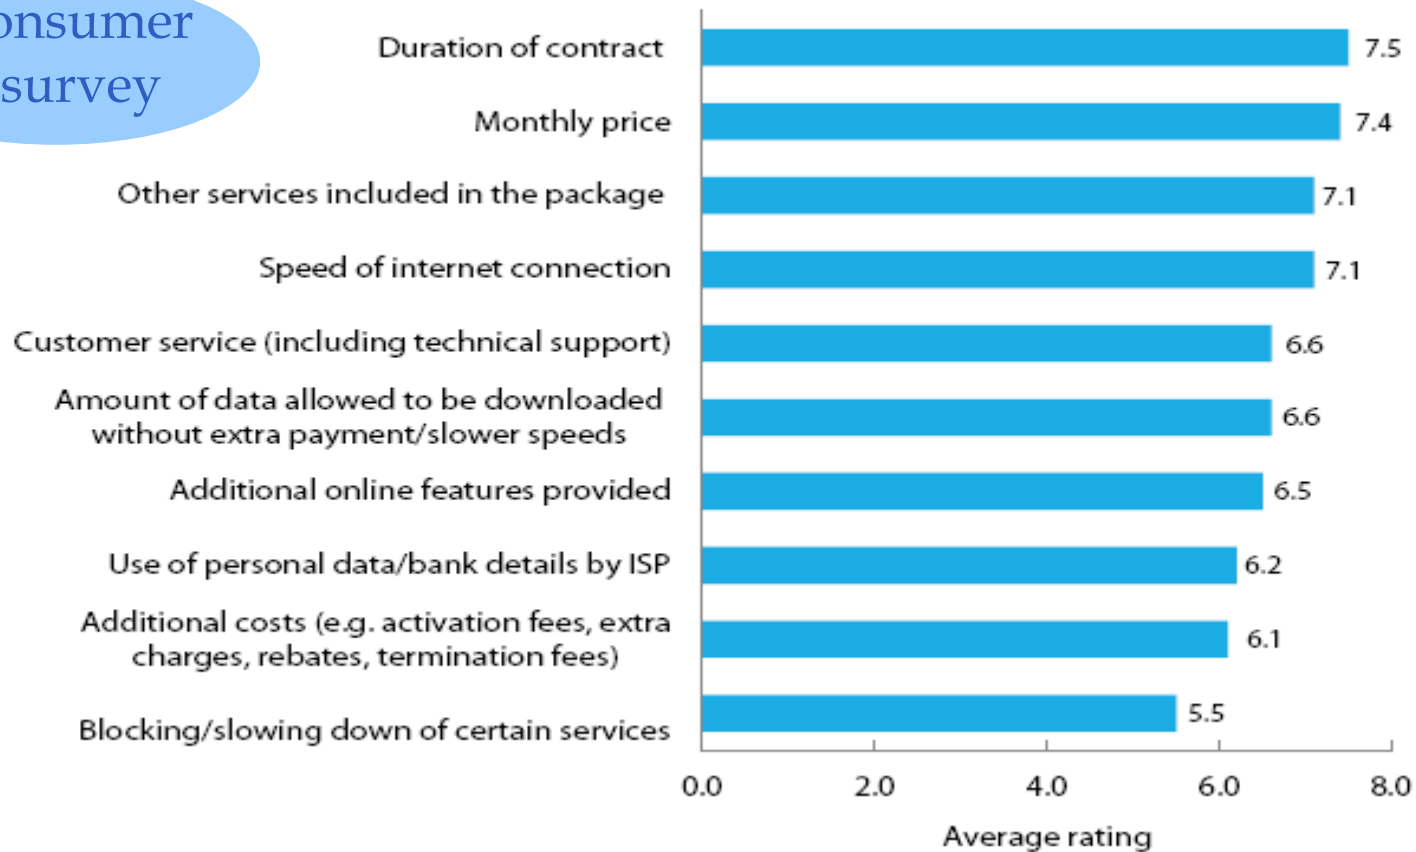 onsumer
survey
Duration of contract 7.5
Monthly price 7.4
Other services included in the package 7.1
Speed of internet connection 7.1
Customer service (including technical support) 6.6
Amount of data allowed to be downloaded
without extra payment/slower speeds 6.6
Additional online features provided 6.5
Use of personal data/bank details by ISP 6.2
Additional costs (e.g. activation fees, extra
charges, rebates, termination fees) 6.1
Blocking/slowing down of certain services 5.5
0.0 2.0 4.0 6.0 8.0
Average rating